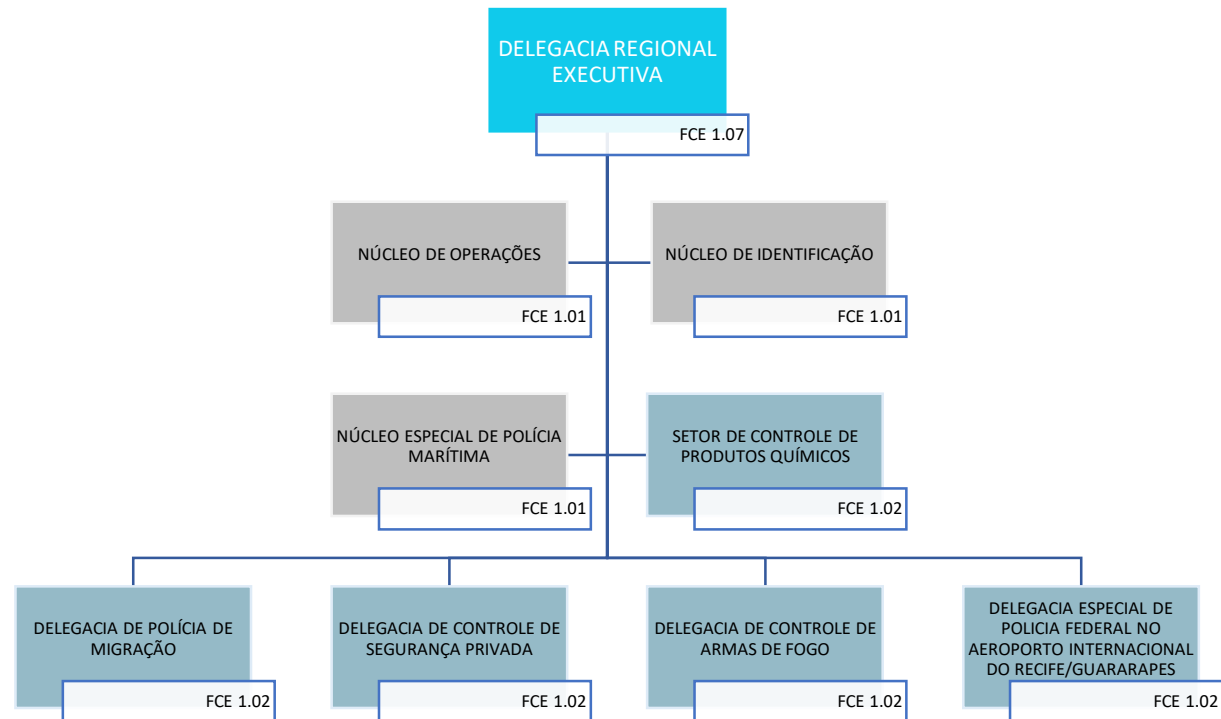 DELEGACIA REGIONAL
EXECUTIVA
FCE 1.07
NÚCLEO DE OPERAÇÕES
FCE 1.01
NÚCLEO DE IDENTIFICAÇÃO
FCE 1.01
NÚCLEO ESPECIAL DE POLÍCIA
MARÍTIMA
FCE 1.01
SETOR DE CONTROLE DE
PRODUTOS QUÍMICOS
FCE 1.02
DELEGACIA DE POLÍCIA DE
MIGRAÇÃO
FCE 1.02
DELEGACIA DE CONTROLE DE
SEGURANÇA PRIVADA
FCE 1.02
DELEGACIA DE CONTROLE DE
ARMAS DE FOGO
FCE 1.02
DELEGACIA ESPECIAL DE
POLICIA FEDERAL NO
AEROPORTO INTERNACIONAL
DO RECIFE/GUARARAPES
FCE 1.02